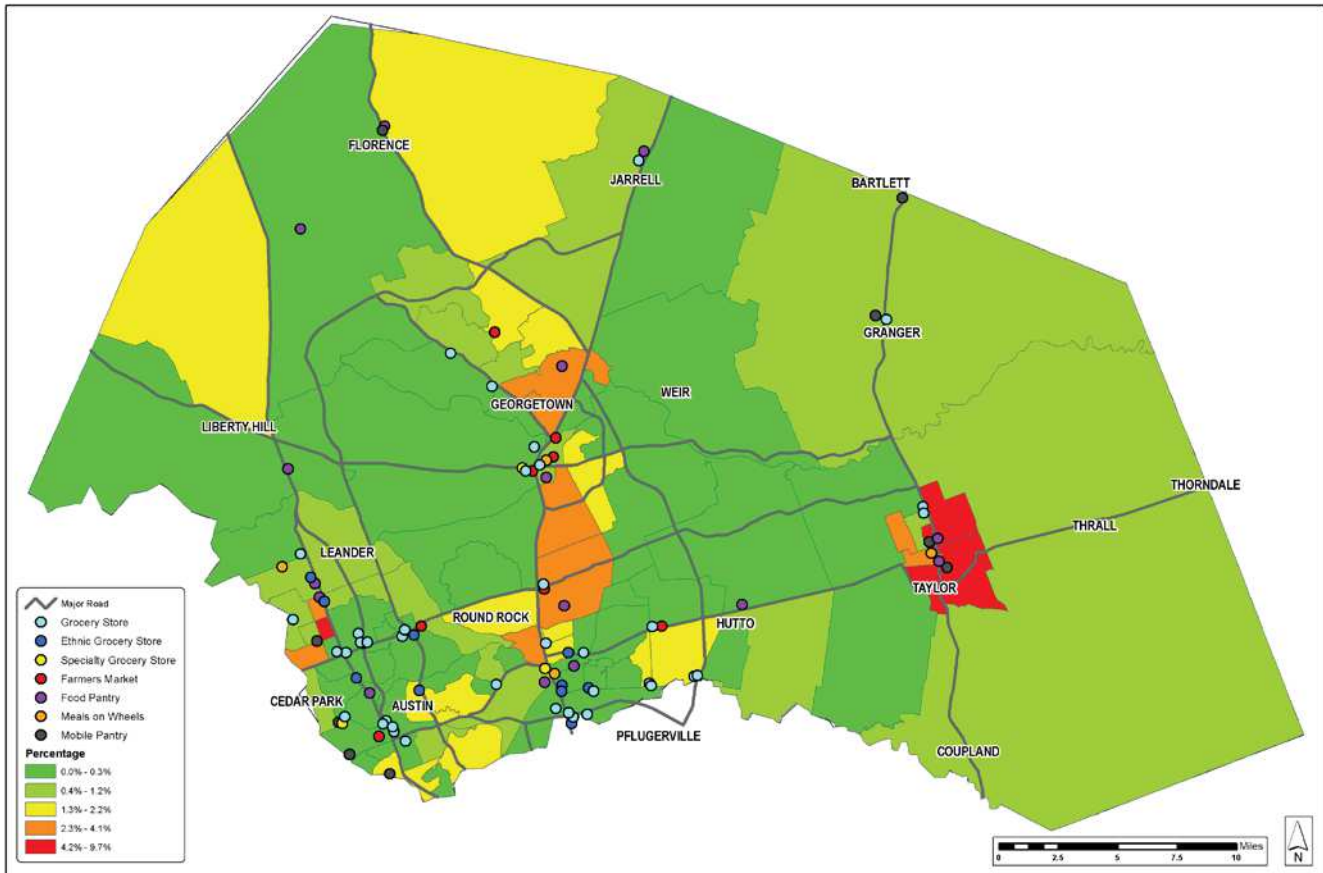 FLORENCE
JARRELL
BARTLETT
GRANGER
WEIR
GEORGETOWN
LIBERTY HILL
THORNDALE
THRALL
LEANDER
TAYLOR
ROUND ROCK
HUTTO
CEDAR PARK
AUSTIN
PFLUGERVILLE
COUPLAND
Major Road
Grocery Store
Ethnic Grocery Store
Specialty Grocery Store
Farmers Market
Food Pantry
Meals on Wheels
Mobile Pantry
Percentage
0.0% - 0.3%
0.4% - 1.2%
1.3% - 2.2%
2.3% - 4.1%
4.2% - 9.7%
Miles
0 2.5 5 7.5 10
N